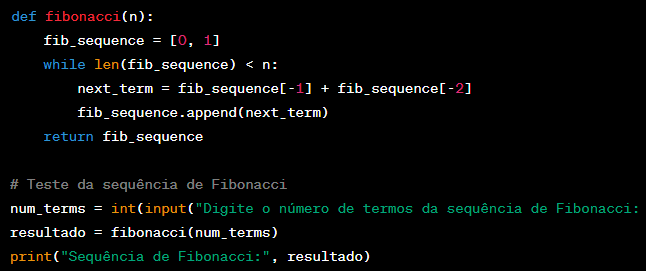 def fibonacci(n):
    fib_sequence = [0, 1]
    while len(fib_sequence) < n:
        next_term = fib_sequence[-1] + fib_sequence[-2]
        fib_sequence.append(next_term)
    return fib_sequence
# Teste da sequência de Fibonacci
num_terms = int(input("Digite o número de termos da sequência de Fibonacci:
resultado = fibonacci(num_terms)
print("Sequência de Fibonacci:", resultado)